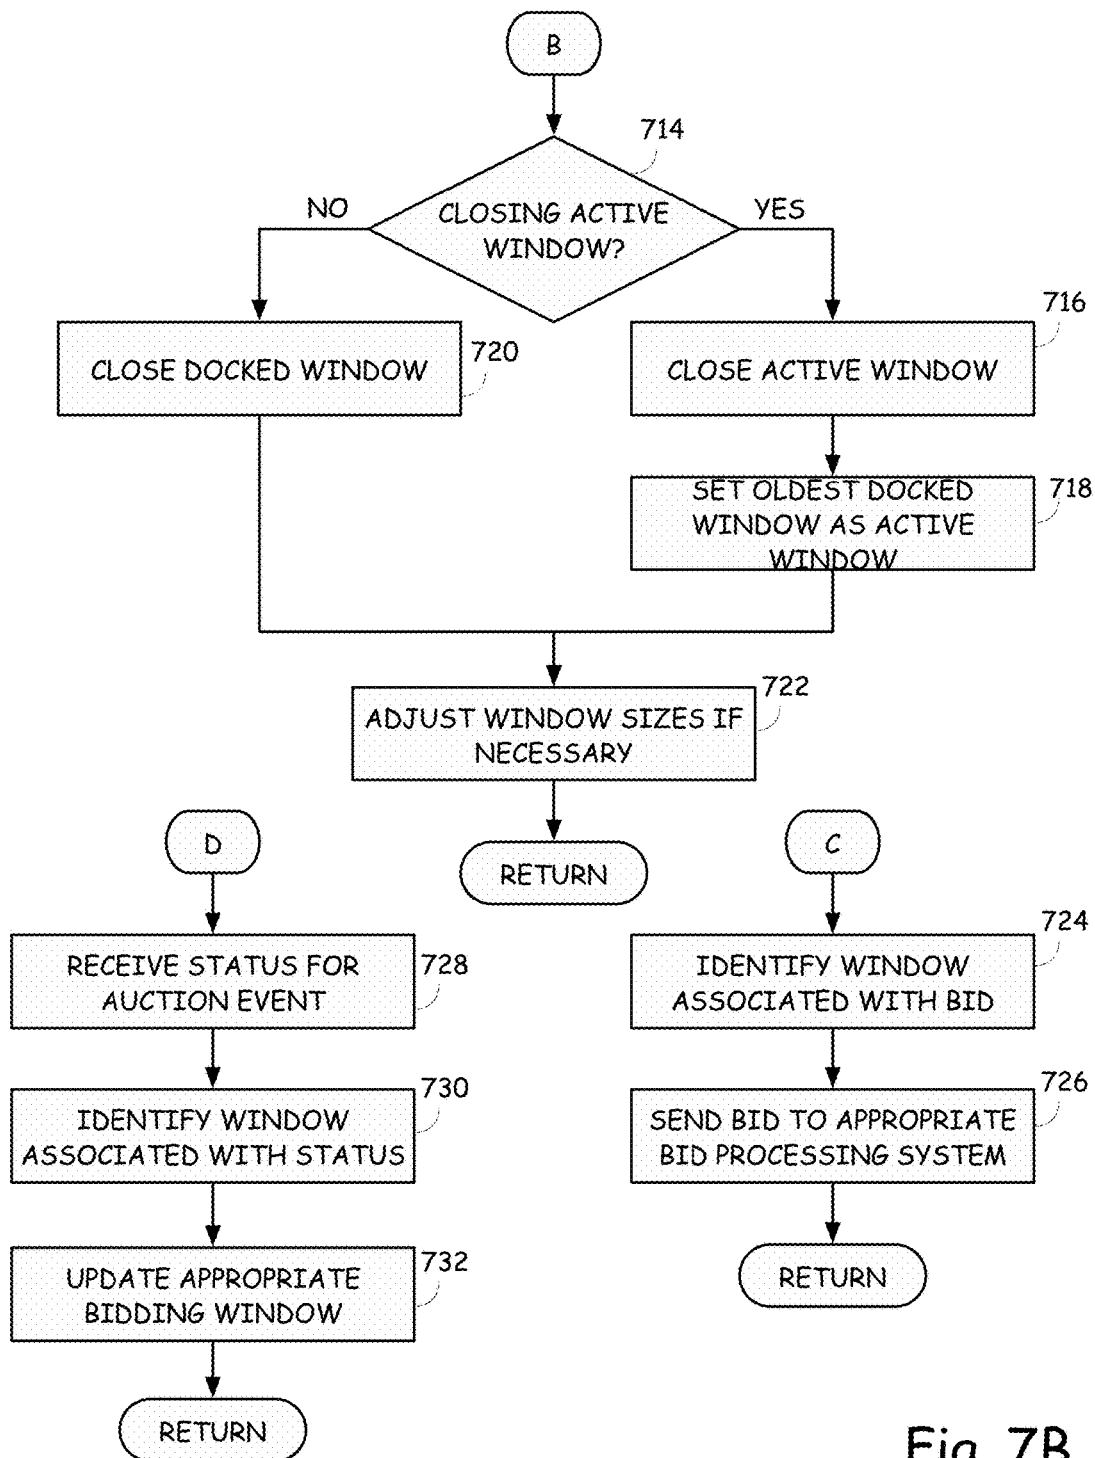 B
714
NO
YES
CLOSING ACTIVE
WINDOW?
716
720
CLOSE DOCKED WINDOW
CLOSE ACTIVE WINDOW
718
SET OLDEST DOCKED
WINDOW AS ACTIVE
WINDOW
722
ADJUST WINDOW SIZES IF
NECESSARY
RETURN
D
728
RECEIVE STATUS FOR
AUCTION EVENT
730
IDENTIFY WINDOW
ASSOCIATED WITH STATUS
732
UPDATE APPROPRIATE
BIDDING WINDOW
RETURN
C
724
IDENTIFY WINDOW
ASSOCIATED WITH BID
726
SEND BID TO APPROPRIATE
BID PROCESSING SYSTEM
RETURN
Fig. 7B